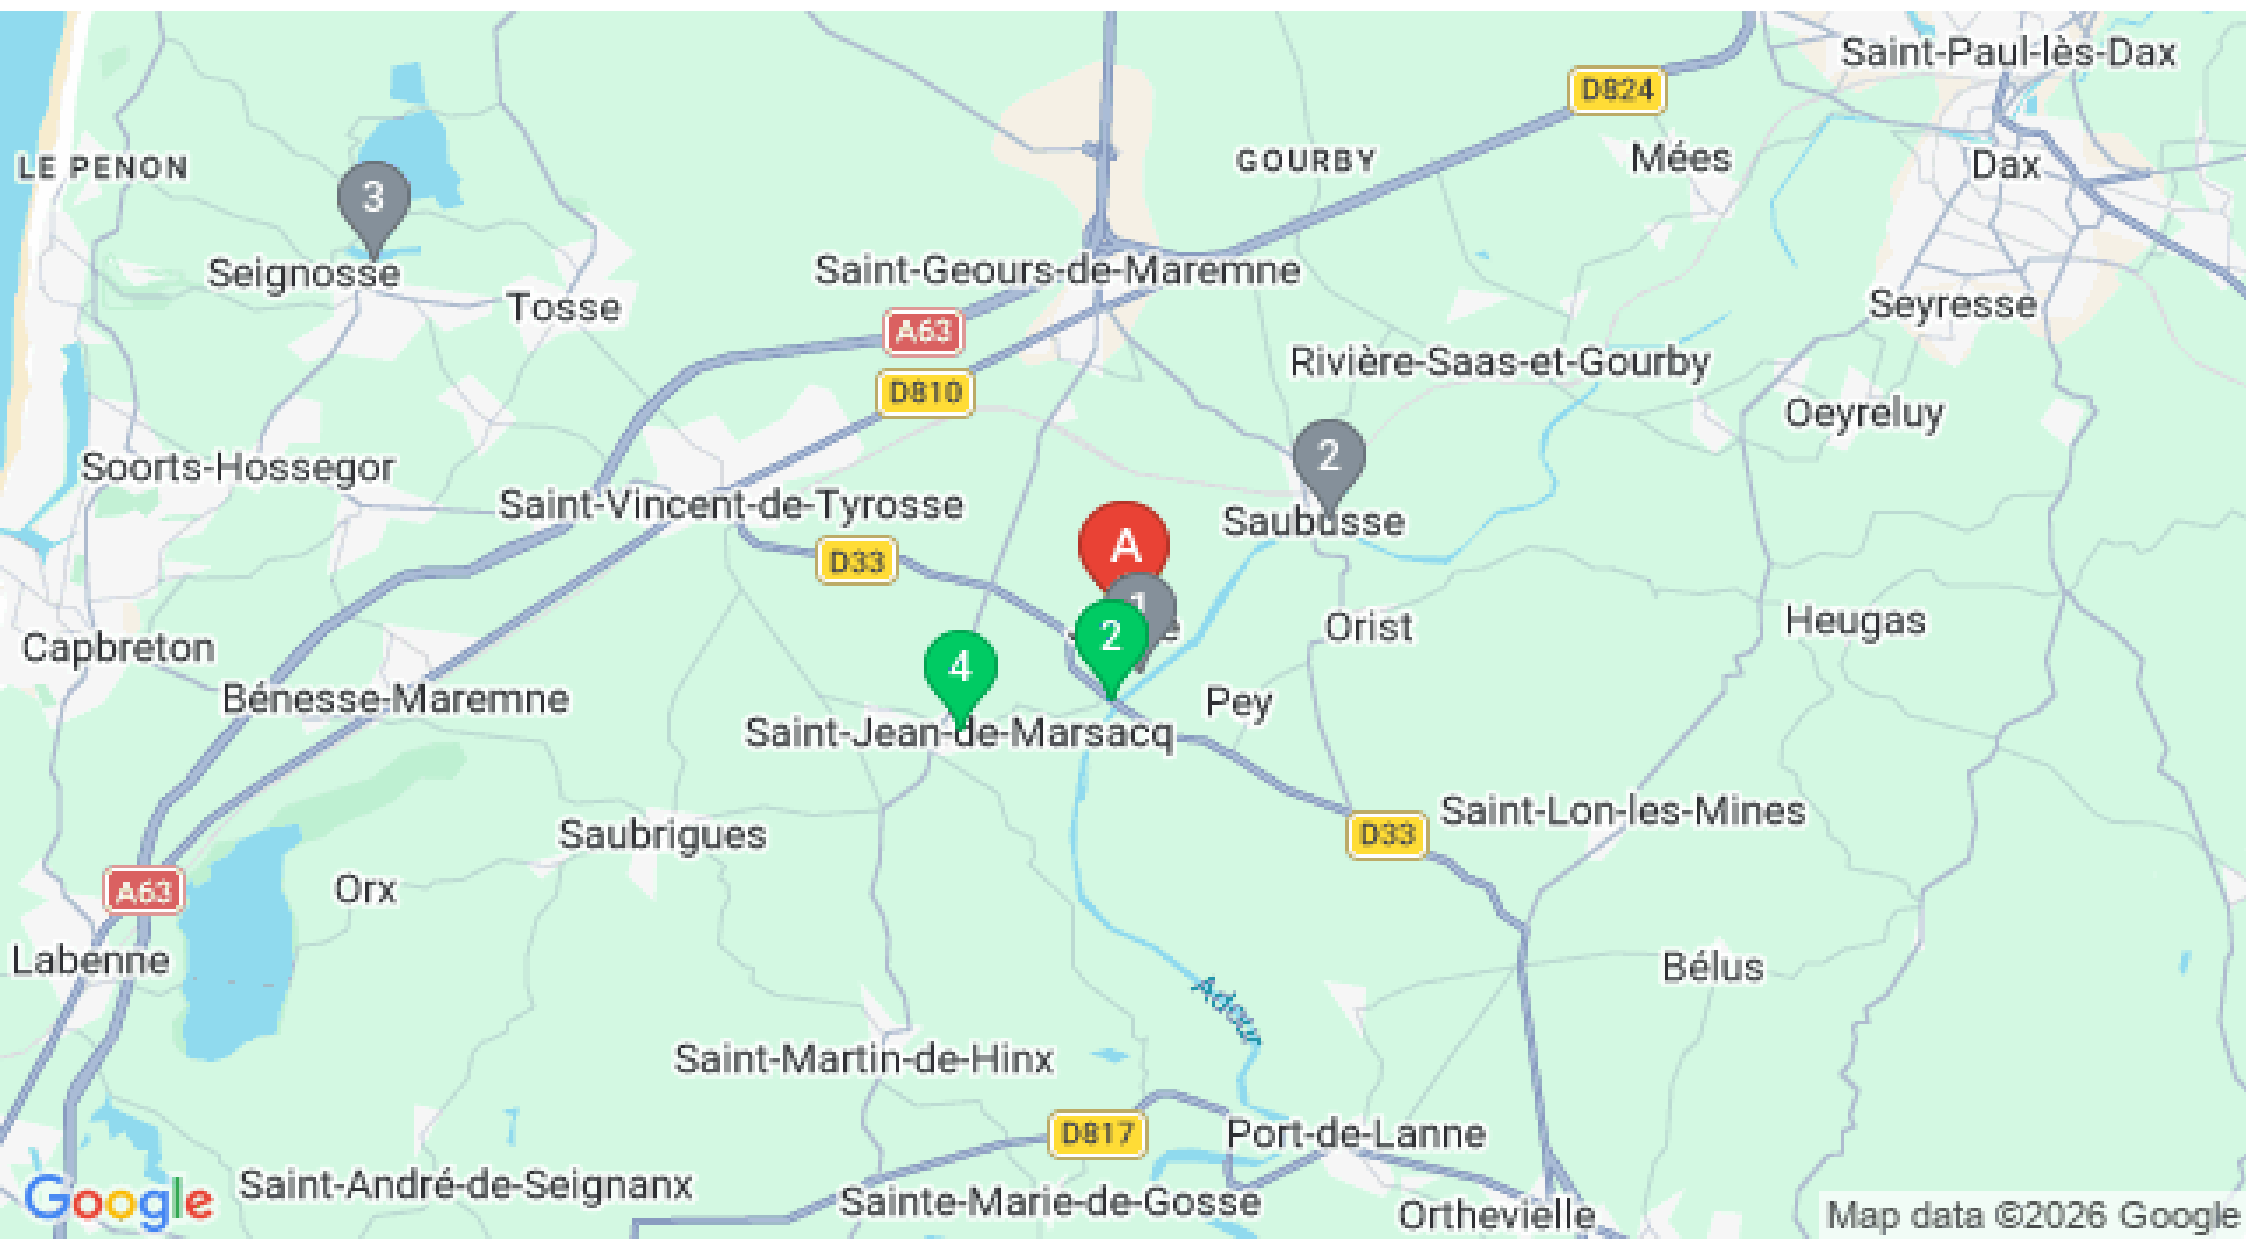 Saint-Paul-lès-Dax
D824
LE PENON
GOURBY
Mées
Dax
3
Seignosse
Tosse
Saint-Geours-de-Maremne
Seyresse
A63
D810
Rivière-Saas-et-Gourby
Oeyreluy
Soorts-Hossegor
2
Saint-Vincent-de-Tyrosse
Saubusse
A
D33
1
2
Orist
Heugas
Capbreton
4
Bénesse-Maremne
Pey
Saint-Jean-de-Marsacq
Saubrigues
D33
Saint-Lon-les-Mines
A63
Orx
Labenne
Bélus
Adour
Saint-Martin-de-Hinx
D817
Port-de-Lanne
Saint-André-de-Seignanx
Sainte-Marie-de-Gosse
Orthevielle
Google
Map data ©2026 Google